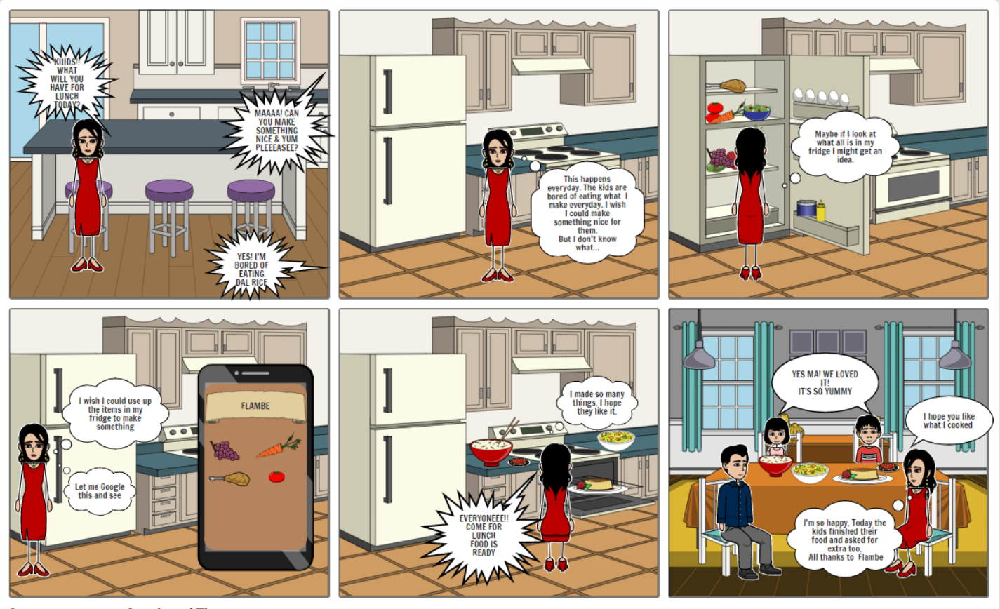 KIIIDS!!
WHAT
WILL YOU
HAVE FOR
LUNCH
TODAY?
MAAAA! CAN
YOU MAKE
SOMETHING
NICE & YUM
PLEEEASEE?
YES! I'M
BORED OF
EATING
DAL RICE
This happens
everyday. The kids are
bored of eating what I
make everyday. I wish
I could make
something nice for
them.
But I don't know
what...
Maybe if I look at
what all is in my
fridge I might get an
idea.
I wish I could use up
the items in my
fridge to make
something
Let me Google
this and see
FLAMBE
I made so many
things. I hope
they like it.
EVERYONEEE!!
COME FOR
LUNCH
FOOD IS
READY
YES MA! WE LOVED
IT!
IT'S SO YUMMY
I hope you like
what I cooked
I'm so happy. Today the
kids finished their
food and asked for
extra too.
All thanks to Flambe